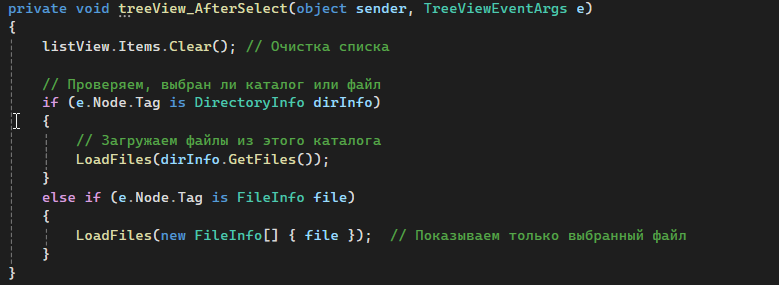 private void treeView_AfterSelect(object sender, TreeViewEventArgs e)
{
listView.Items.Clear(); // Очистка списка
// Проверяем, выбран ли каталог или файл
if (e.Node.Tag is DirectoryInfo dirInfo)
{
// Загружаем файлы из этого каталога
LoadFiles(dirInfo.GetFiles());
}
else if (e.Node.Tag is FileInfo file)
{
LoadFiles(new FileInfo[] { file }); // Показываем только выбранный файл
}
}